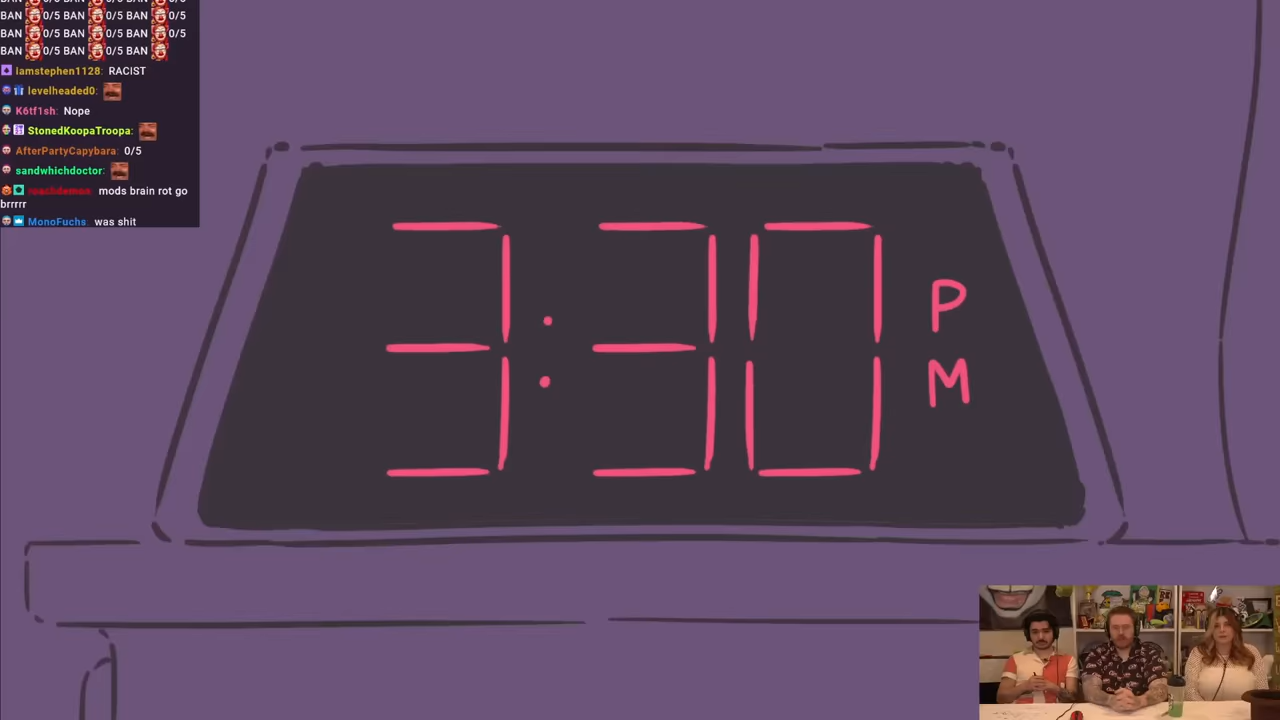 BAN 0/5 BAN 0/5 BAN 0/5
BAN 0/5 BAN 0/5 BAN 0/5
BAN 0/5 BAN 0/5 BAN
iamstephen1128: RACIST
levelheaded0:
K6tf1sh: Nope
StonedKoopaTroopa:
AfterPartyCapybara: 0/5
sandwhichdoctor:
roachdemon: mods brain rot go
brrrrr
MonoFuchs: was shit
3:30
P
M